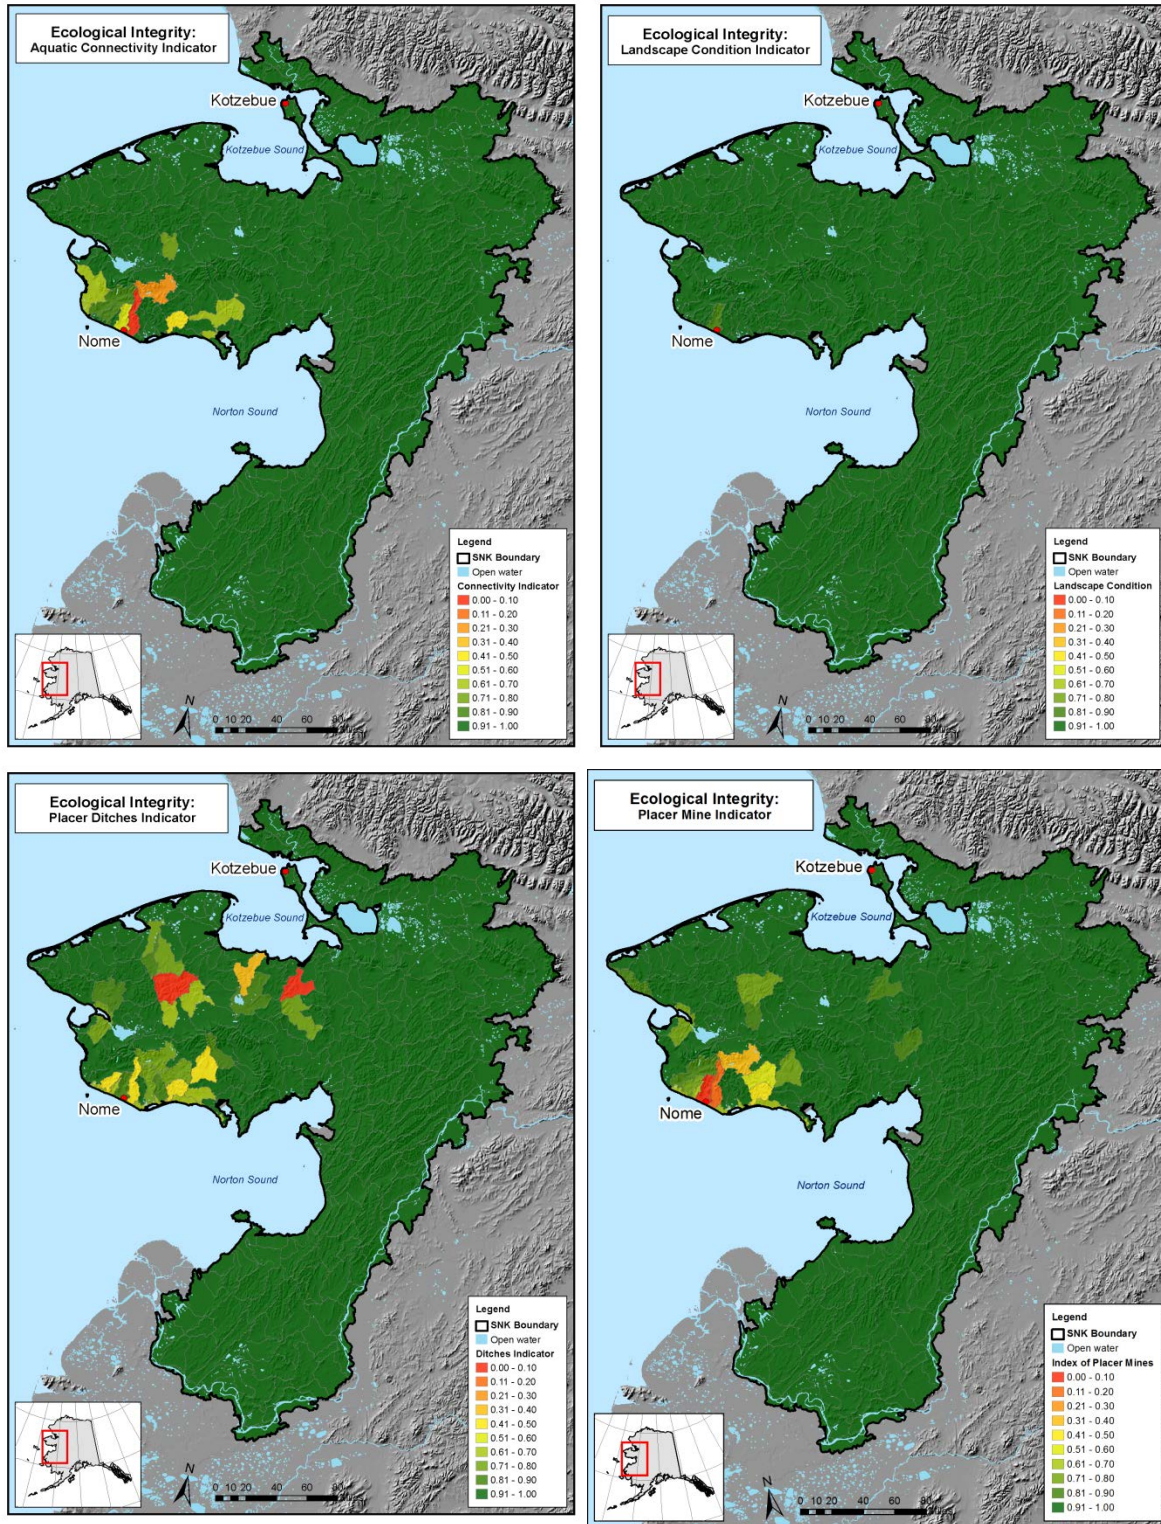 Ecological Integrity:
Aquatic Connectivity Indicator
Kotzebue
Kotzebue Sound
Nome
Norton Sound
Legend
SNK Boundary
Open water
Connectivity Indicator
0.00 - 0.10
0.11 - 0.20
0.21 - 0.30
0.31 - 0.40
0.41 - 0.50
0.51 - 0.60
0.61 - 0.70
0.71 - 0.80
0.81 - 0.90
0.91 - 1.00
N
0 10 20 40 60 80
Ecological Integrity:
Landscape Condition Indicator
Kotzebue
Kotzebue Sound
Nome
Norton Sound
Legend
SNK Boundary
Open water
Landscape Condition
0.00 - 0.10
0.11 - 0.20
0.21 - 0.30
0.31 - 0.40
0.41 - 0.50
0.51 - 0.60
0.61 - 0.70
0.71 - 0.80
0.81 - 0.90
0.91 - 1.00
N
0 10 20 40 60 80
Ecological Integrity:
Placer Ditches Indicator
Kotzebue
Kotzebue Sound
Nome
Norton Sound
Legend
SNK Boundary
Open water
Ditches Indicator
0.00 - 0.10
0.11 - 0.20
0.21 - 0.30
0.31 - 0.40
0.41 - 0.50
0.51 - 0.60
0.61 - 0.70
0.71 - 0.80
0.81 - 0.90
0.91 - 1.00
N
0 10 20 40 60 80
Ecological Integrity:
Placer Mine Indicator
Kotzebue
Kotzebue Sound
Nome
Norton Sound
Legend
SNK Boundary
Open water
Index of Placer Mines
0.00 - 0.10
0.11 - 0.20
0.21 - 0.30
0.31 - 0.40
0.41 - 0.50
0.51 - 0.60
0.61 - 0.70
0.71 - 0.80
0.81 - 0.90
0.91 - 1.00
N
0 10 20 40 60 80